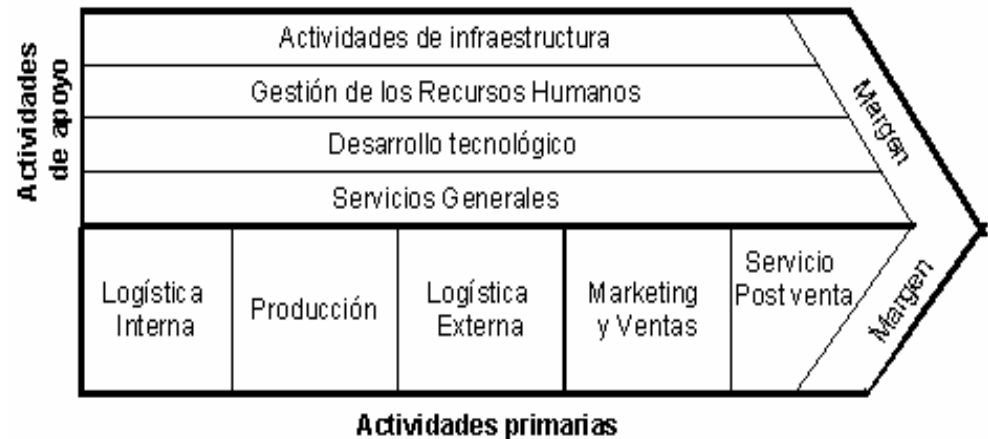 Actividades
de apoyo
Actividades de infraestructura
Gestión de los Recursos Humanos
Desarrollo tecnológico
Servicios Generales
Margen
Logística
Interna
Producción
Logística
Externa
Marketing
y Ventas
Servicio
Post venta
Margen
Actividades primarias